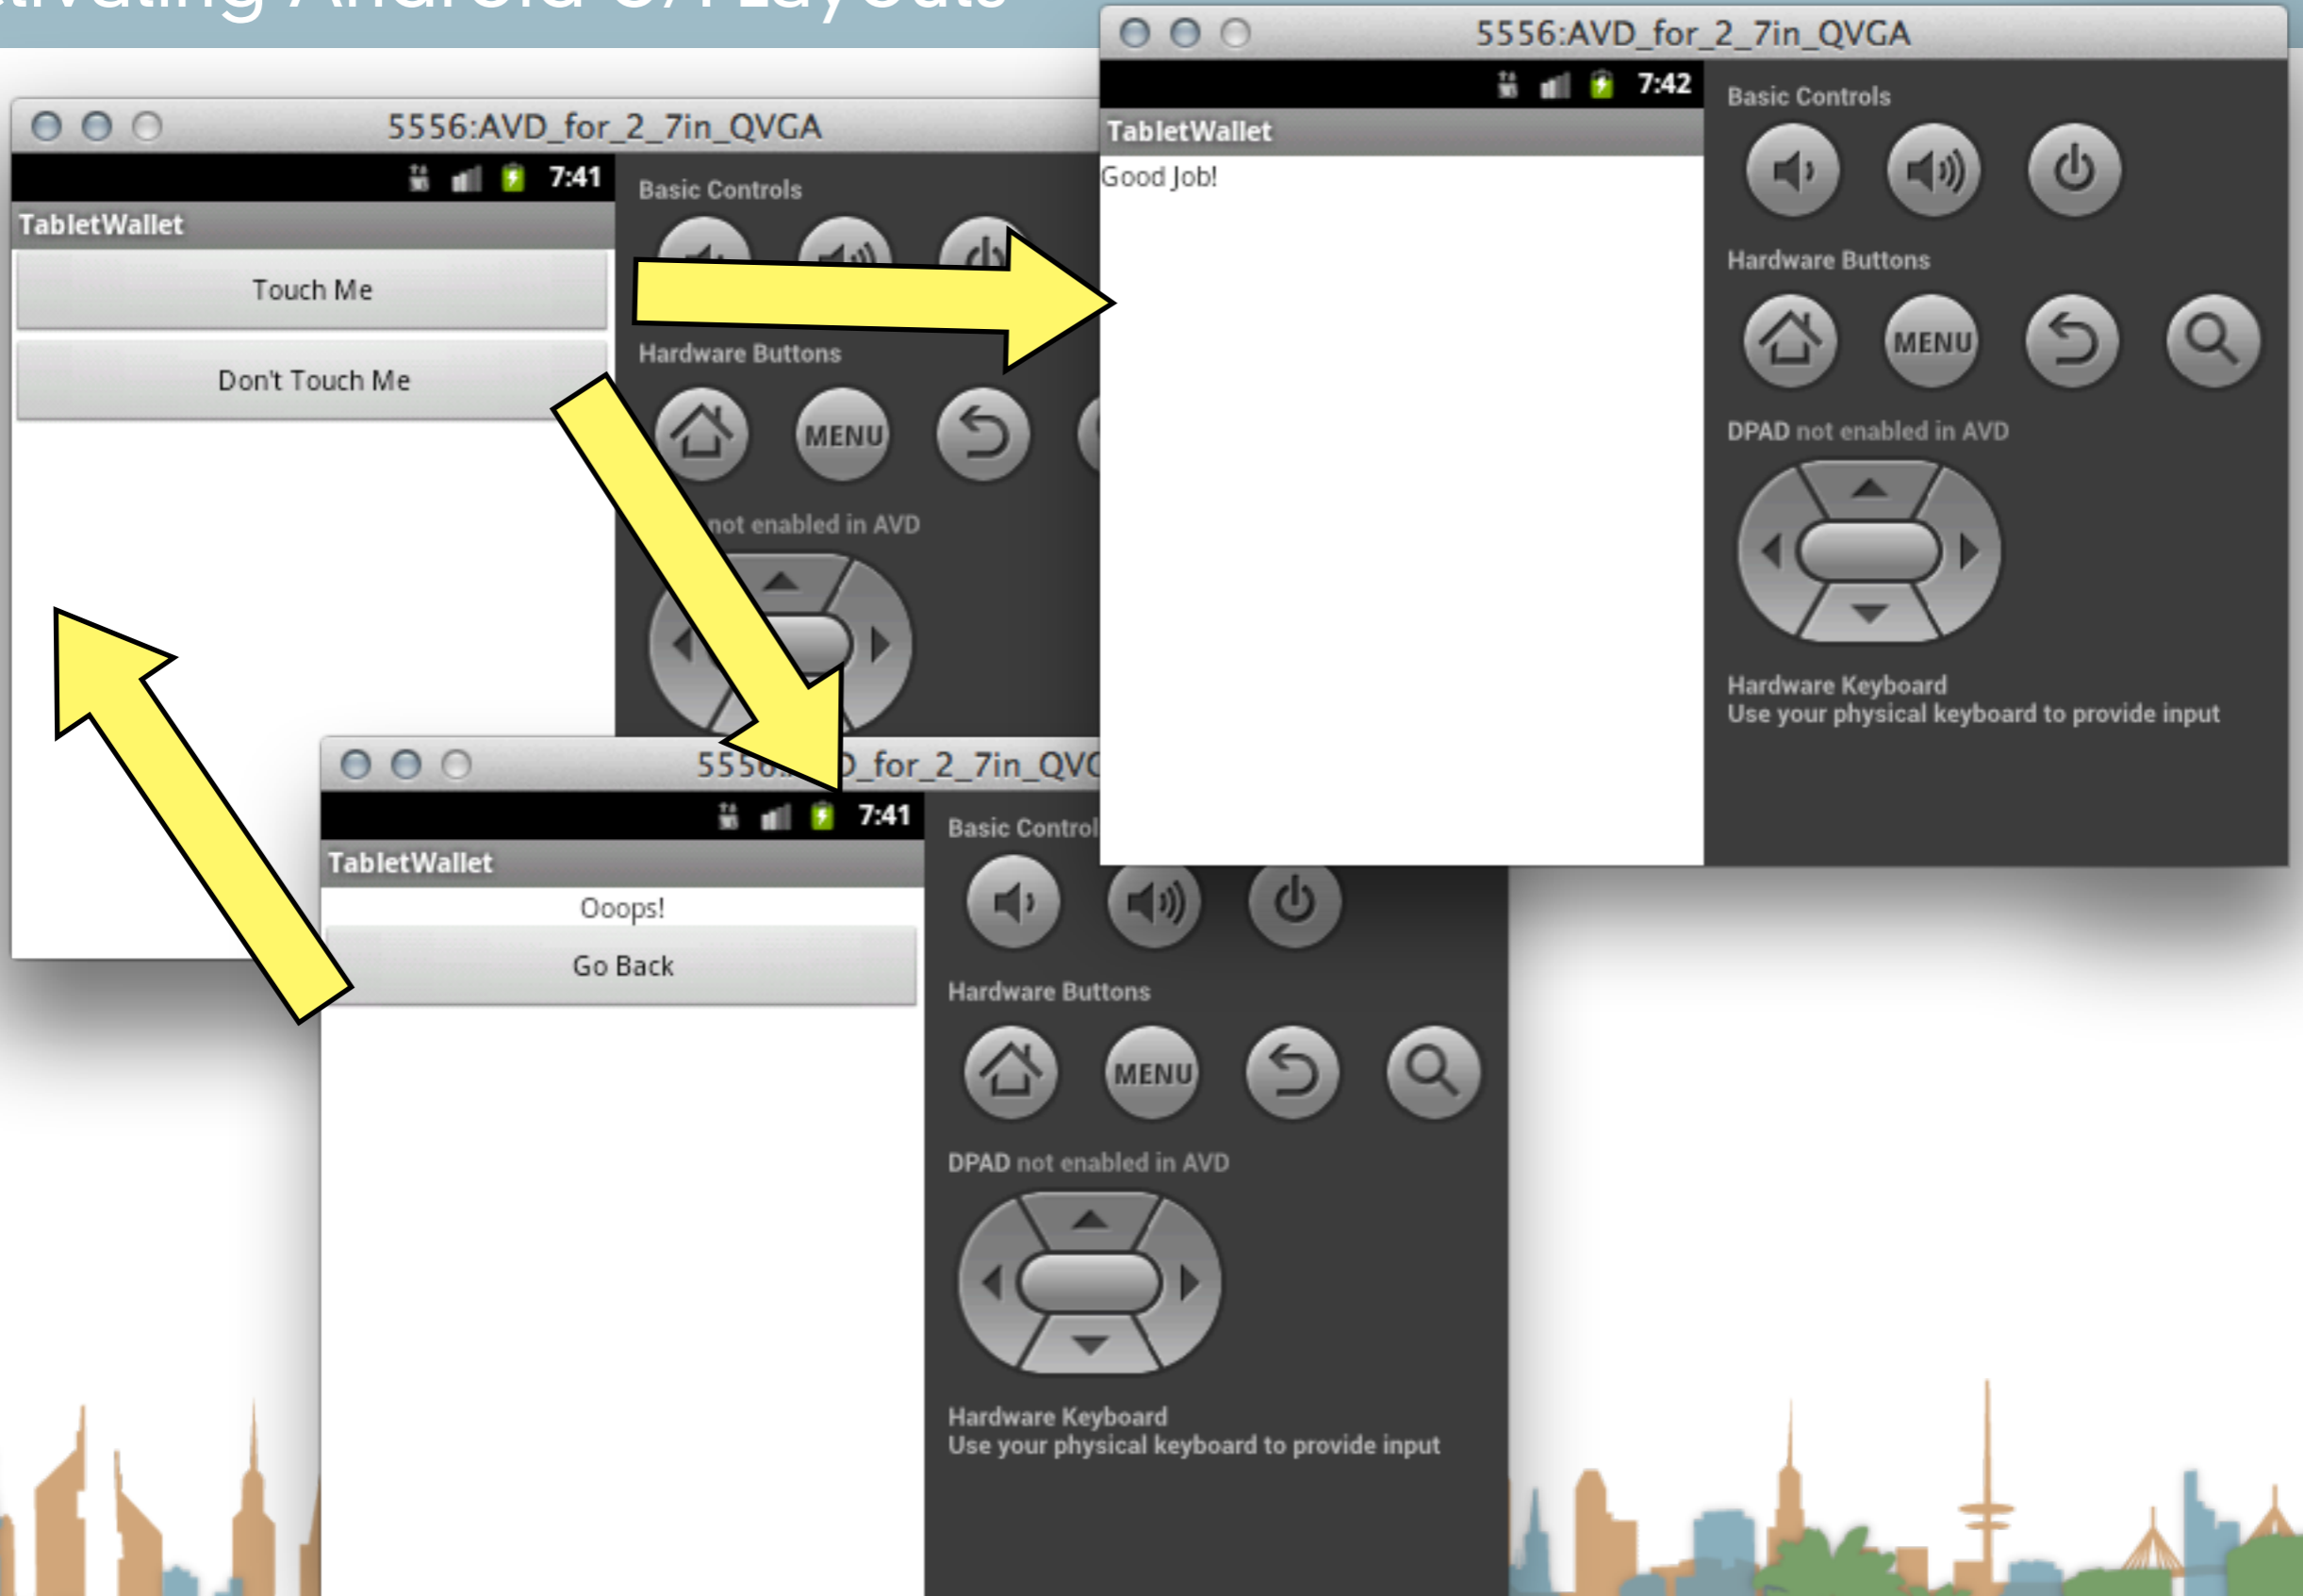 Android
5556:AVD_for_2_7in_QVGA
7:41
TabletWallet
Touch Me
Don't Touch Me
Basic Controls
Hardware Buttons
MENU
not enabled in AVD
5556:AVD_for_2_7in_QVGA
7:42
TabletWallet
Good Job!
Basic Controls
Hardware Buttons
MENU
DPAD not enabled in AVD
Hardware Keyboard
Use your physical keyboard to provide input
7:41
TabletWallet
Ooops!
Go Back
Basic
Hardware Buttons
MENU
DPAD not enabled in AVD
Hardware Keyboard
Use your physical keyboard to provide input